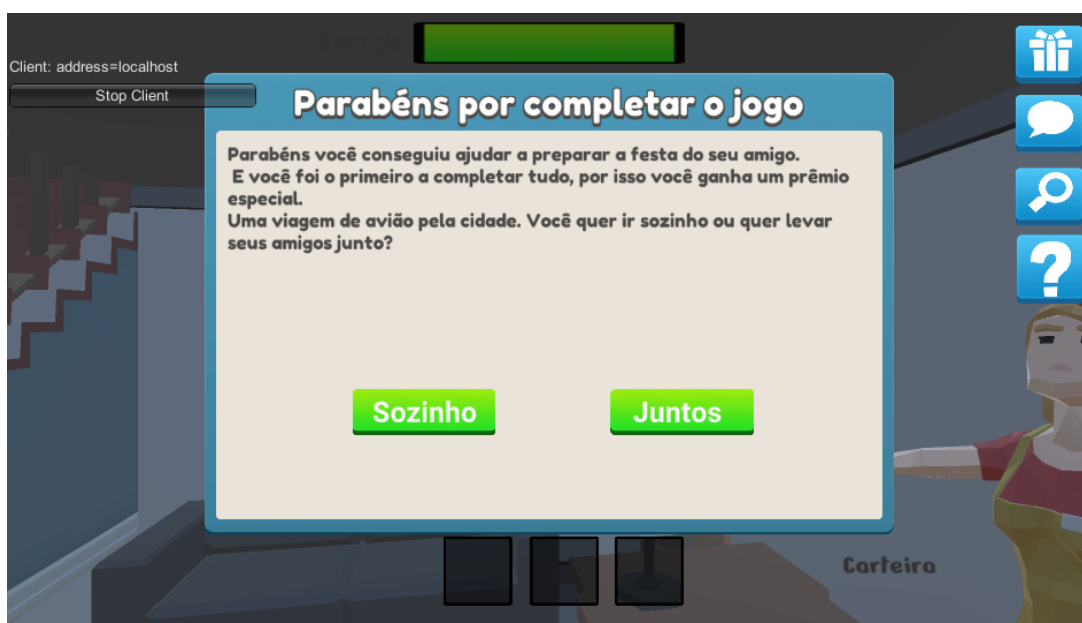 Energia
Client: address=localhost
Stop Client
Parabéns por completar o jogo
Parabéns você conseguiu ajudar a preparar a festa do seu amigo.
E você foi o primeiro a completar tudo, por isso você ganha um prêmio
especial.
Uma viagem de avião pela cidade. Você quer ir sozinho ou quer levar
seus amigos junto?
Sozinho
Juntos
Carteira
?